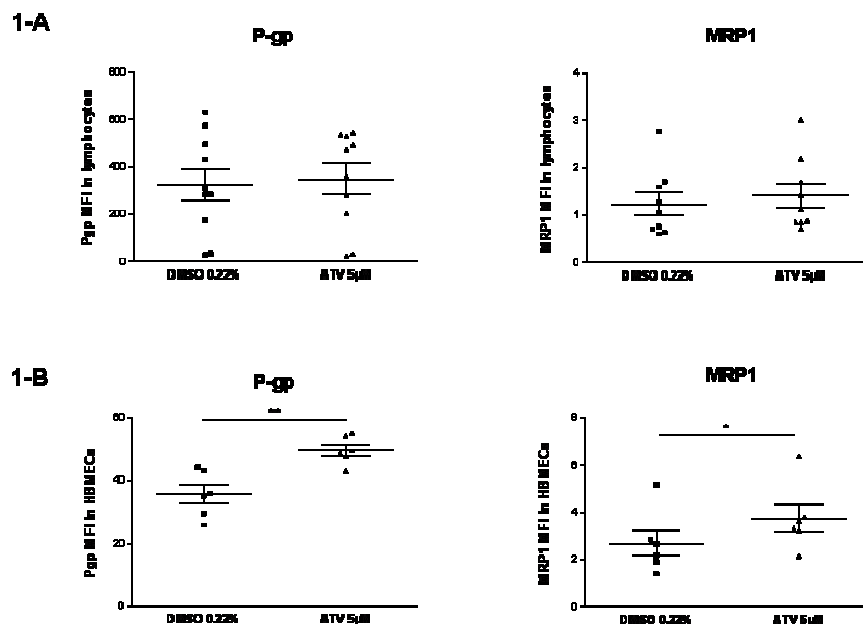 1-A
P-gp
Pgp MFI in lymphocytes
800
600
400
200
0
DMSO 0.22%
ATV 5µM
MRP1
MRP1 MFI in lymphocytes
4
3
2
1
0
DMSO 0.22%
ATV 5µM
1-B
P-gp
**
Pgp MFI in HBMECs
60
40
20
0
DMSO 0.22%
ATV 5µM
MRP1
*
MRP1 MFI in HBMECs
8
6
4
2
0
DMSO 0.22%
ATV 5µM